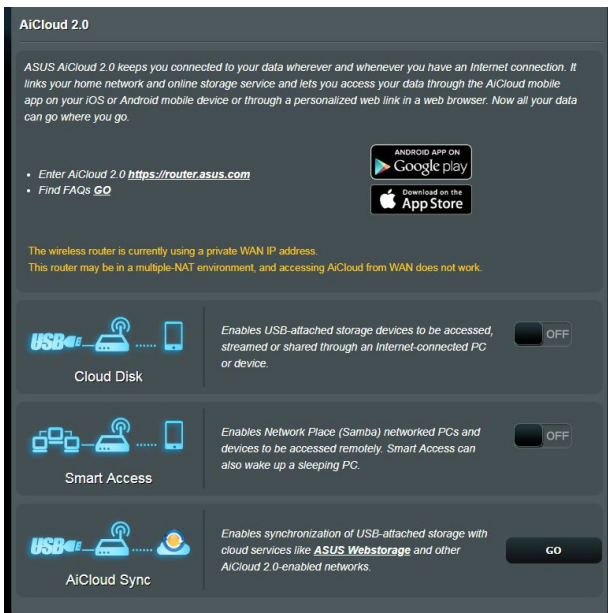 AiCloud 2.0
ASUS AiCloud 2.0 keeps you connected to your data wherever and whenever you have an Internet connection. It
links your home network and online storage service and lets you access your data through the AiCloud mobile
app on your iOS or Android mobile device or through a personalized web link in a web browser. Now all your data
can go where you go.
• Enter AiCloud 2.0 https://router.asus.com
• Find FAQs GO
ANDROID APP ON
Google play
Download on the
App Store
The wireless router is currently using a private WAN IP address.
This router may be in a multiple-NAT environment, and accessing AiCloud from WAN does not work.
USB
Cloud Disk
Enables USB-attached storage devices to be accessed,
streamed or shared through an Internet-connected PC
or device.
OFF
Smart Access
Enables Network Place (Samba) networked PCs and
devices to be accessed remotely. Smart Access can
also wake up a sleeping PC.
OFF
USB
AiCloud Sync
Enables synchronization of USB-attached storage with
cloud services like ASUS Webstorage and other
AiCloud 2.0-enabled networks.
GO